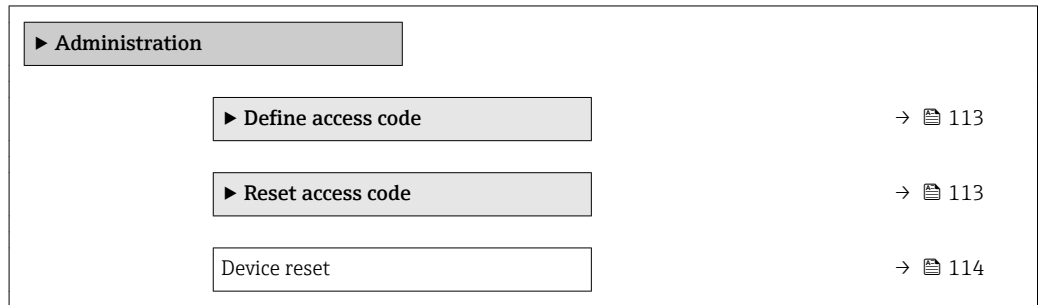 ▶ Administration
▶ Define access code → 113
▶ Reset access code → 113
Device reset → 114